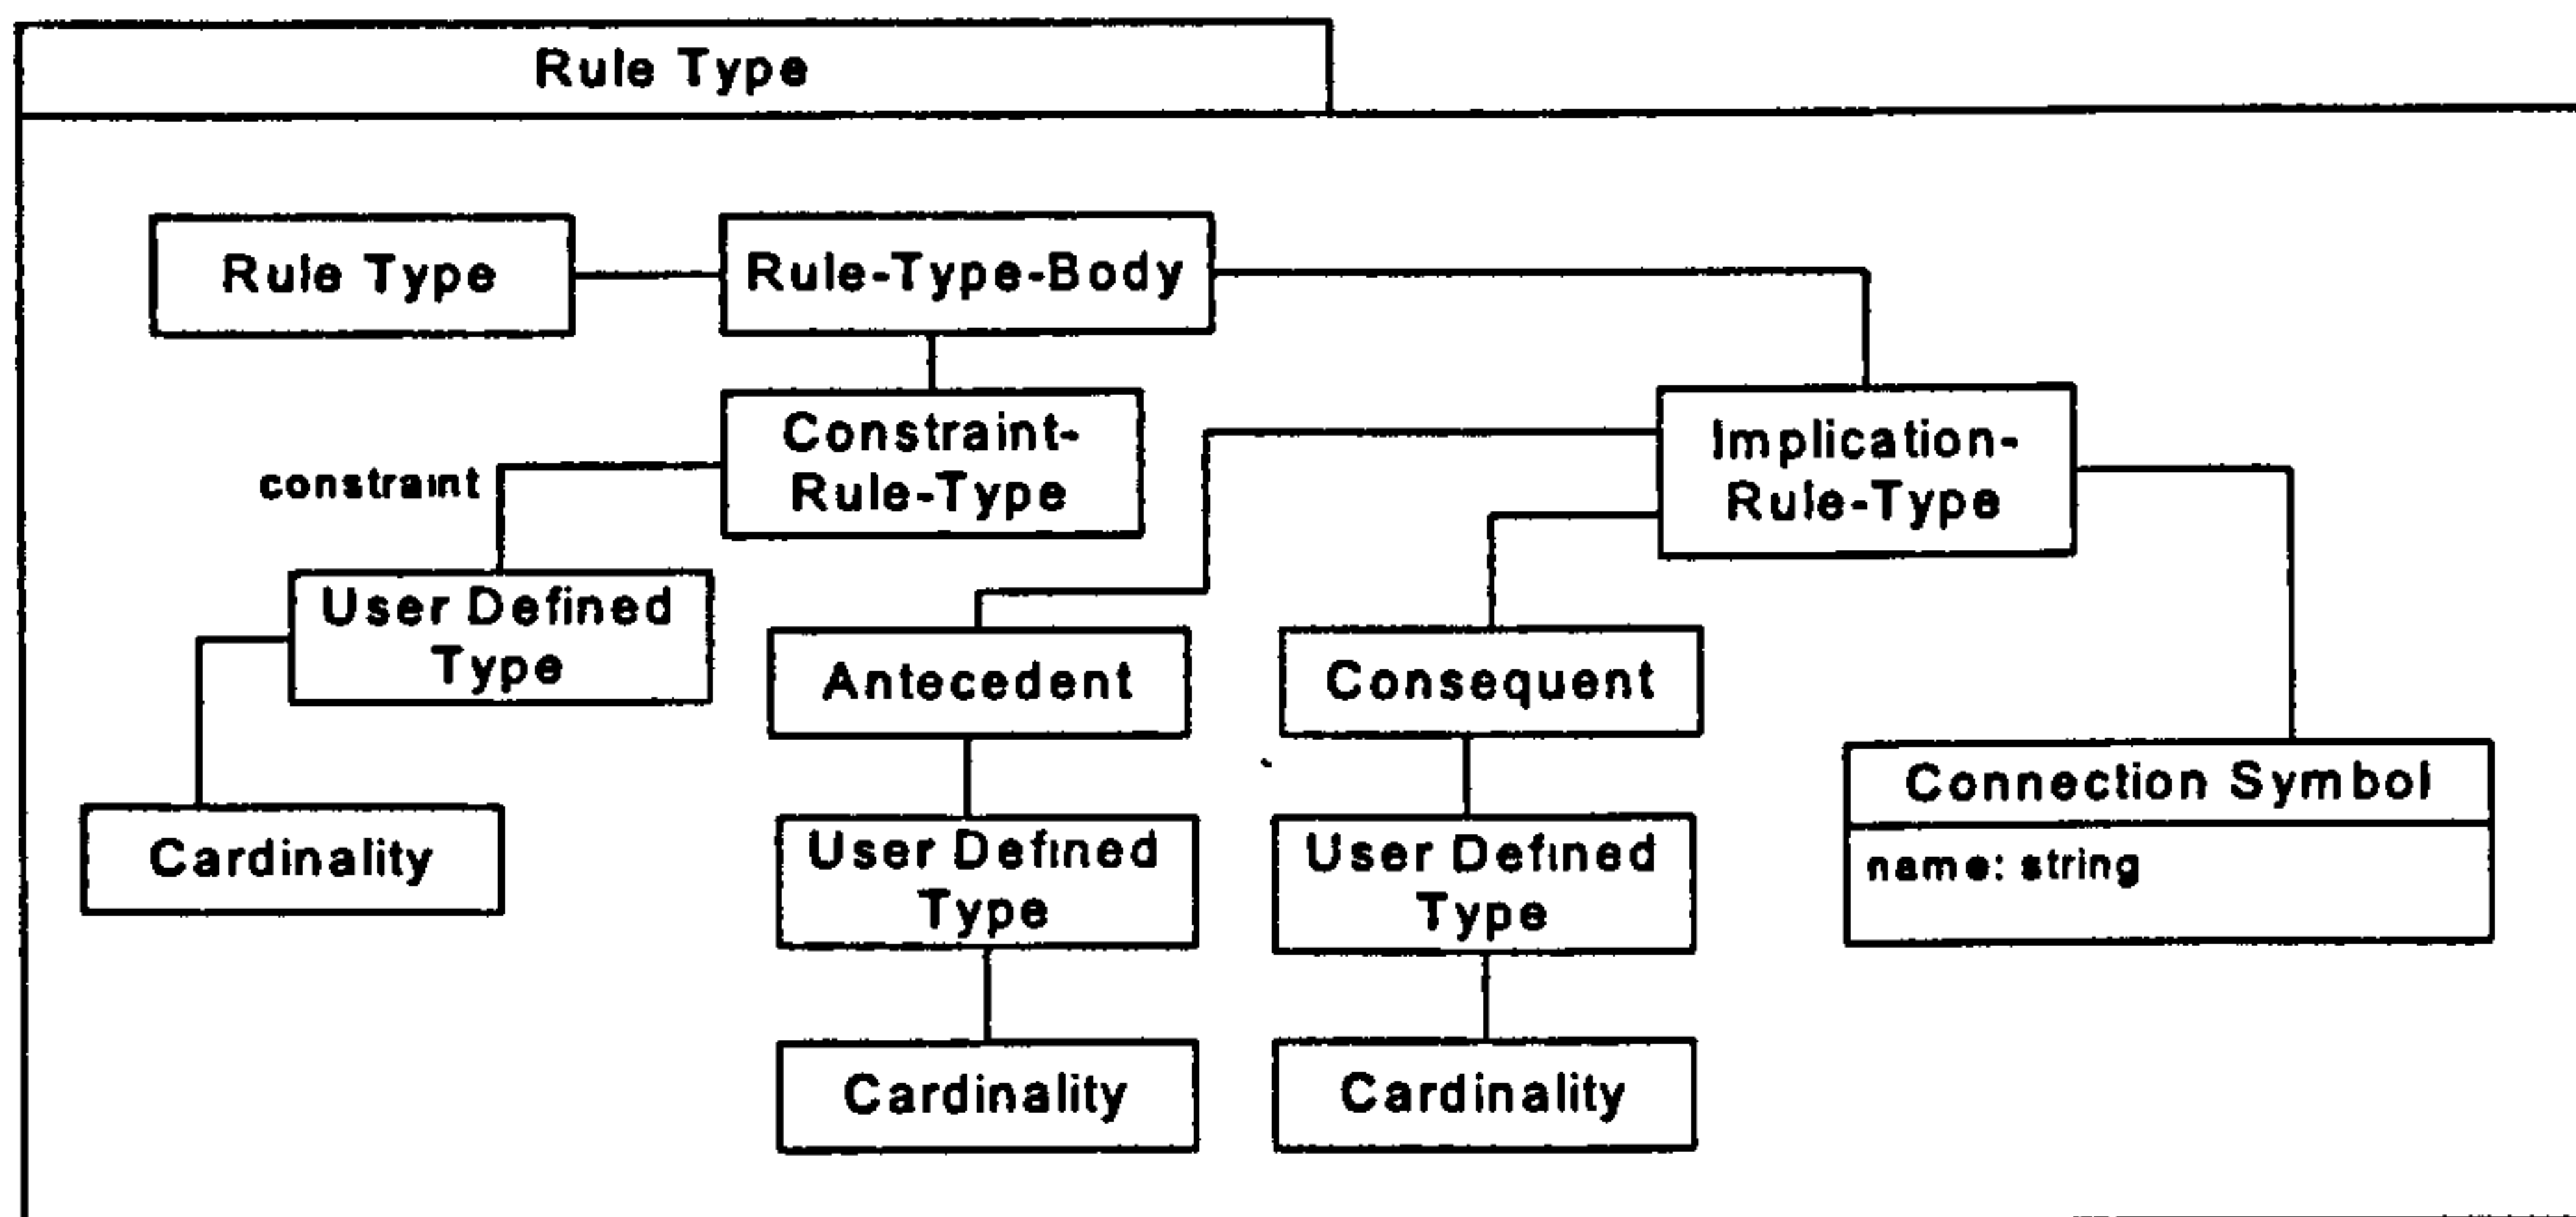 Rule Type
Rule Type
Rule-Type-Body
Constraint-
Rule-Type
Implication-
Rule-Type
constraint
User Defined
Type
Antecedent
Consequent
Cardinality
User Defined
Type
User Defined
Type
Connection Symbol
name: string
Cardinality
Cardinality